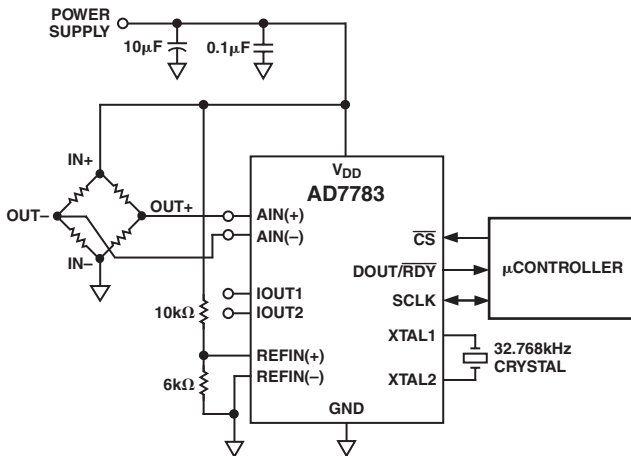 POWER
SUPPLY
10µF
0.1µF
IN+
V_DD
AD7783
OUT–
OUT+
AIN(+)
AIN(–)
IN–
CS
DOUT/RDY
SCLK
µCONTROLLER
IOUT1
IOUT2
10kΩ
XTAL1
XTAL2
32.768kHz
CRYSTAL
REFIN(+)
REFIN(–)
6kΩ
GND